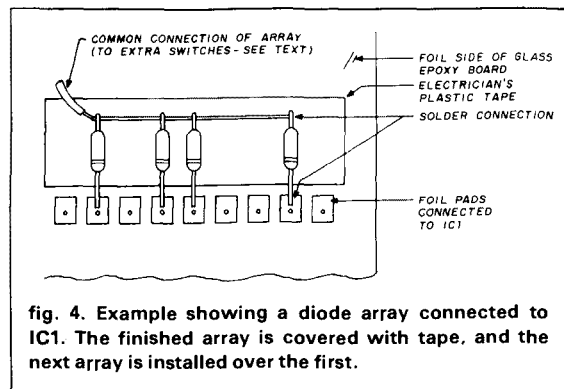 COMMON CONNECTION OF ARRAY
(TO EXTRA SWITCHES - SEE TEXT)
FOIL SIDE OF GLASS
EPOXY BOARD
ELECTRICIAN'S
PLASTIC TAPE
SOLDER CONNECTION
FOIL PADS
CONNECTED
TO IC1
fig. 4. Example showing a diode array connected to
IC1. The finished array is covered with tape, and the
next array is installed over the first.